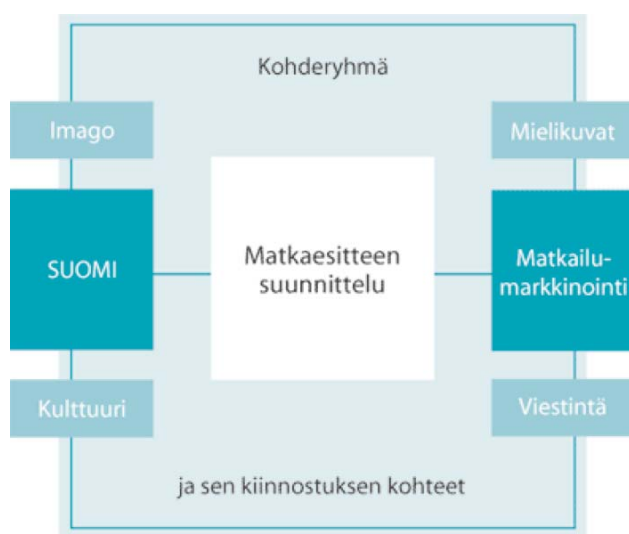 Kohderyhmä
Imago
Mielikuvat
SUOMI
Matkaesitteen
suunnittelu
Matkailu-
markkinointi
Kulttuuri
Viestintä
ja sen kiinnostuksen kohteet